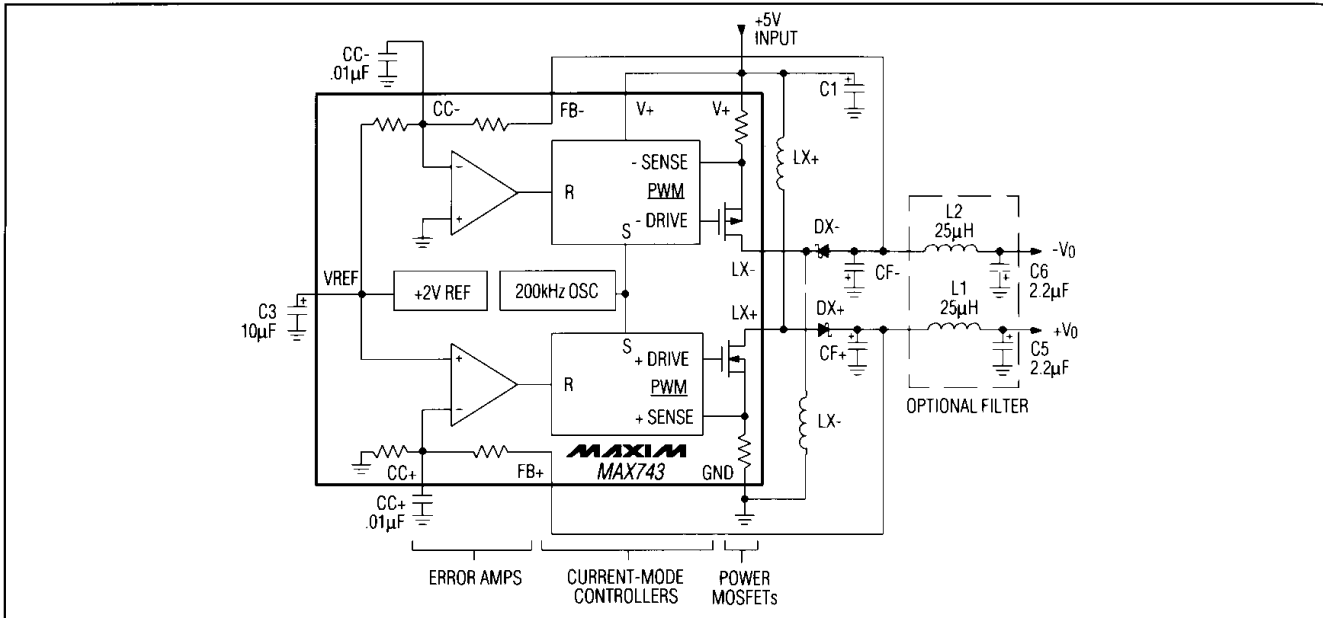 +5V
INPUT
CC-
.01µF
C1
CC-
FB-
V+
V+
LX+
- SENSE
PWM
- DRIVE
R
S
L2
25µH
DX-
-V0
LX-
CF-
C6
2.2µF
VREF
+2V REF
200kHz OSC
C3
10µF
LX+
DX+
L1
25µH
+V0
S
+ DRIVE
CF+
C5
2.2µF
R
PWM
OPTIONAL FILTER
+ SENSE
LX-
MAXIM
MAX743
CC+
FB+
GND
CC+
.01µF
ERROR AMPS
CURRENT-MODE
CONTROLLERS
POWER
MOSFETs